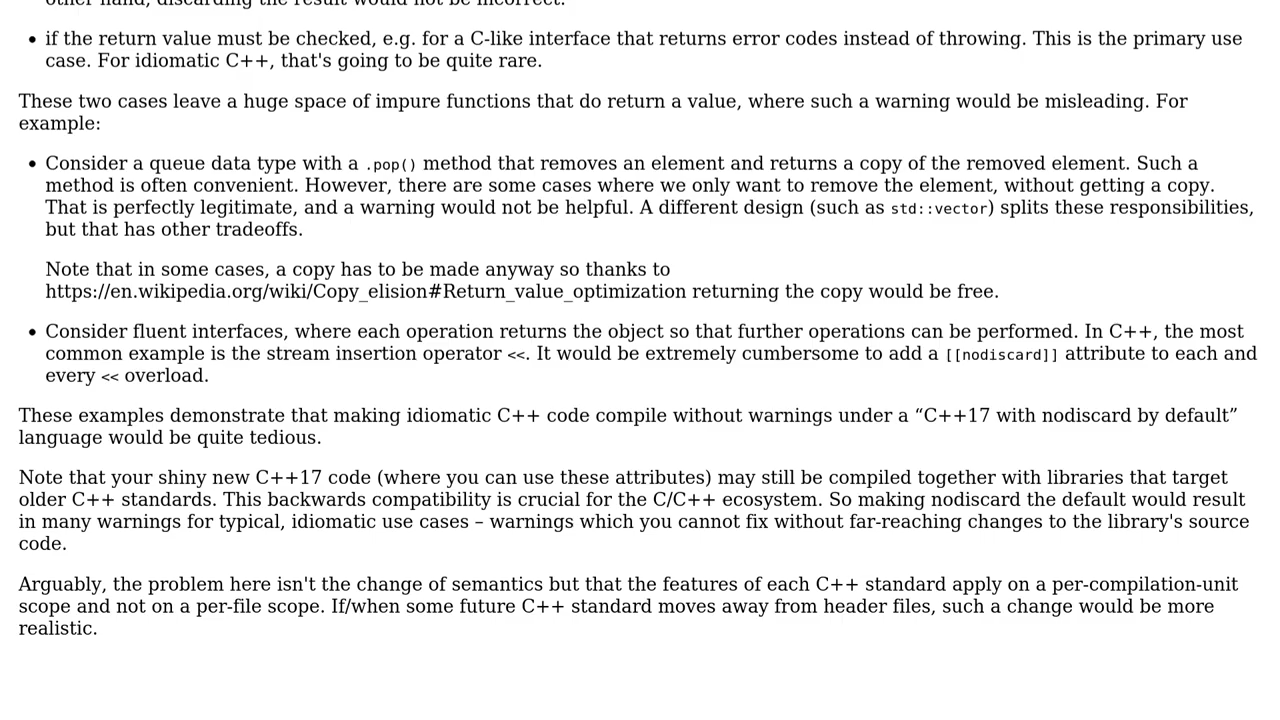 other hand, discarding the result would not be incorrect.
• if the return value must be checked, e.g. for a C-like interface that returns error codes instead of throwing. This is the primary use
case. For idiomatic C++, that's going to be quite rare.
These two cases leave a huge space of impure functions that do return a value, where such a warning would be misleading. For
example:
• Consider a queue data type with a .pop() method that removes an element and returns a copy of the removed element. Such a
method is often convenient. However, there are some cases where we only want to remove the element, without getting a copy.
That is perfectly legitimate, and a warning would not be helpful. A different design (such as std::vector) splits these responsibilities,
but that has other tradeoffs.
Note that in some cases, a copy has to be made anyway so thanks to
https://en.wikipedia.org/wiki/Copy_elision#Return_value_optimization returning the copy would be free.
• Consider fluent interfaces, where each operation returns the object so that further operations can be performed. In C++, the most
common example is the stream insertion operator <<. It would be extremely cumbersome to add a [[nodiscard]] attribute to each and
every << overload.
These examples demonstrate that making idiomatic C++ code compile without warnings under a “C++17 with nodiscard by default”
language would be quite tedious.
Note that your shiny new C++17 code (where you can use these attributes) may still be compiled together with libraries that target
older C++ standards. This backwards compatibility is crucial for the C/C++ ecosystem. So making nodiscard the default would result
in many warnings for typical, idiomatic use cases – warnings which you cannot fix without far-reaching changes to the library's source
code.
Arguably, the problem here isn't the change of semantics but that the features of each C++ standard apply on a per-compilation-unit
scope and not on a per-file scope. If/when some future C++ standard moves away from header files, such a change would be more
realistic.